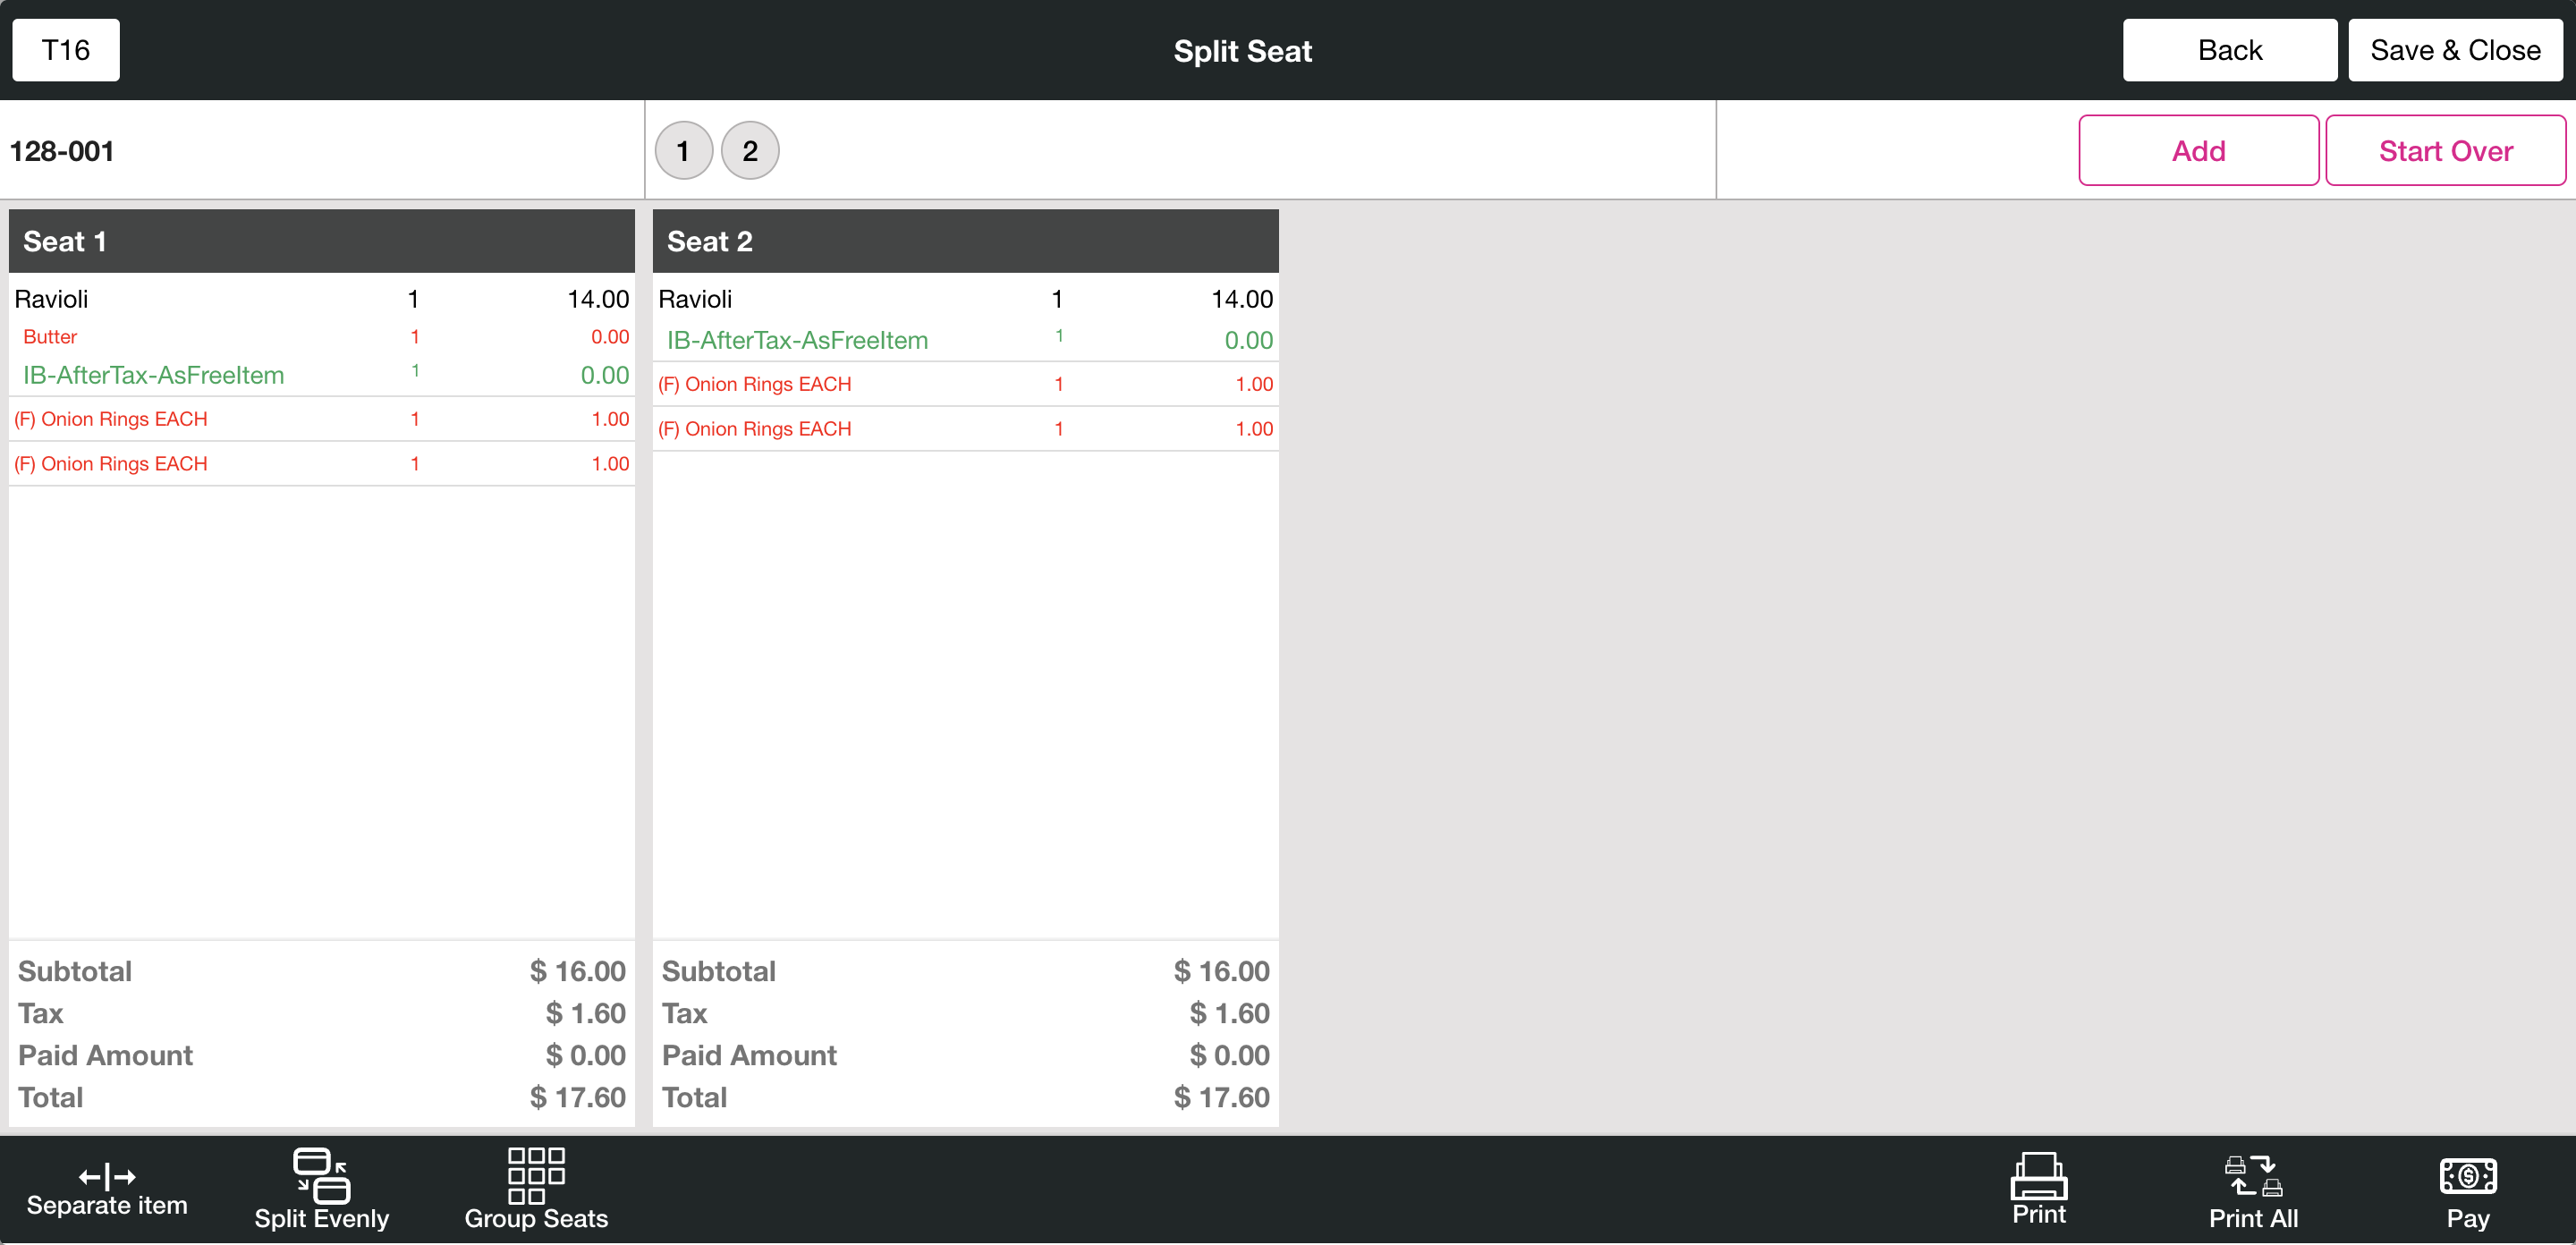 T16 Split Seat Back Save & Close
128-001 1 2 Add Start Over
Seat 1
Ravioli 1 14.00
Butter 1 0.00
IB-AfterTax-AsFreeItem 1 0.00
(F) Onion Rings EACH 1 1.00
(F) Onion Rings EACH 1 1.00
Subtotal $ 16.00
Tax $ 1.60
Paid Amount $ 0.00
Total $ 17.60
Seat 2
Ravioli 1 14.00
IB-AfterTax-AsFreeItem 1 0.00
(F) Onion Rings EACH 1 1.00
(F) Onion Rings EACH 1 1.00
Subtotal $ 16.00
Tax $ 1.60
Paid Amount $ 0.00
Total $ 17.60
Separate item Split Evenly Group Seats Print Print All Pay